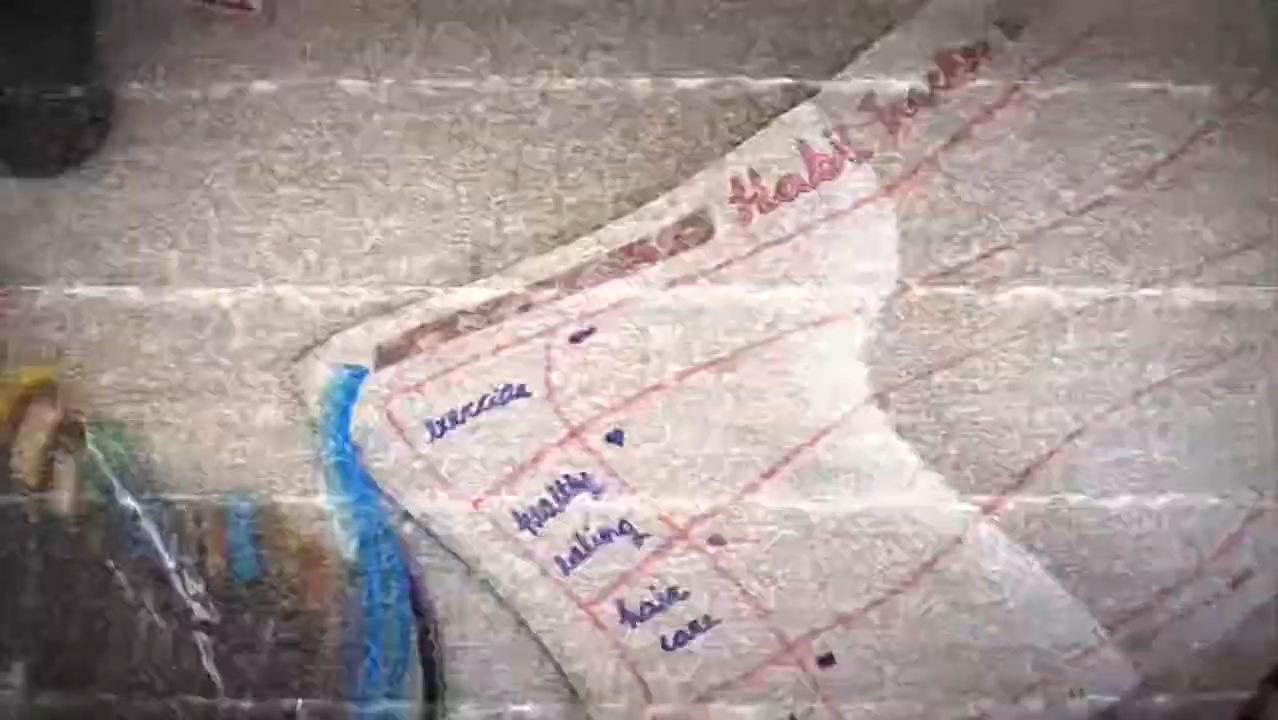 Habit Tracker
exercise
healthy
eating
hair
care